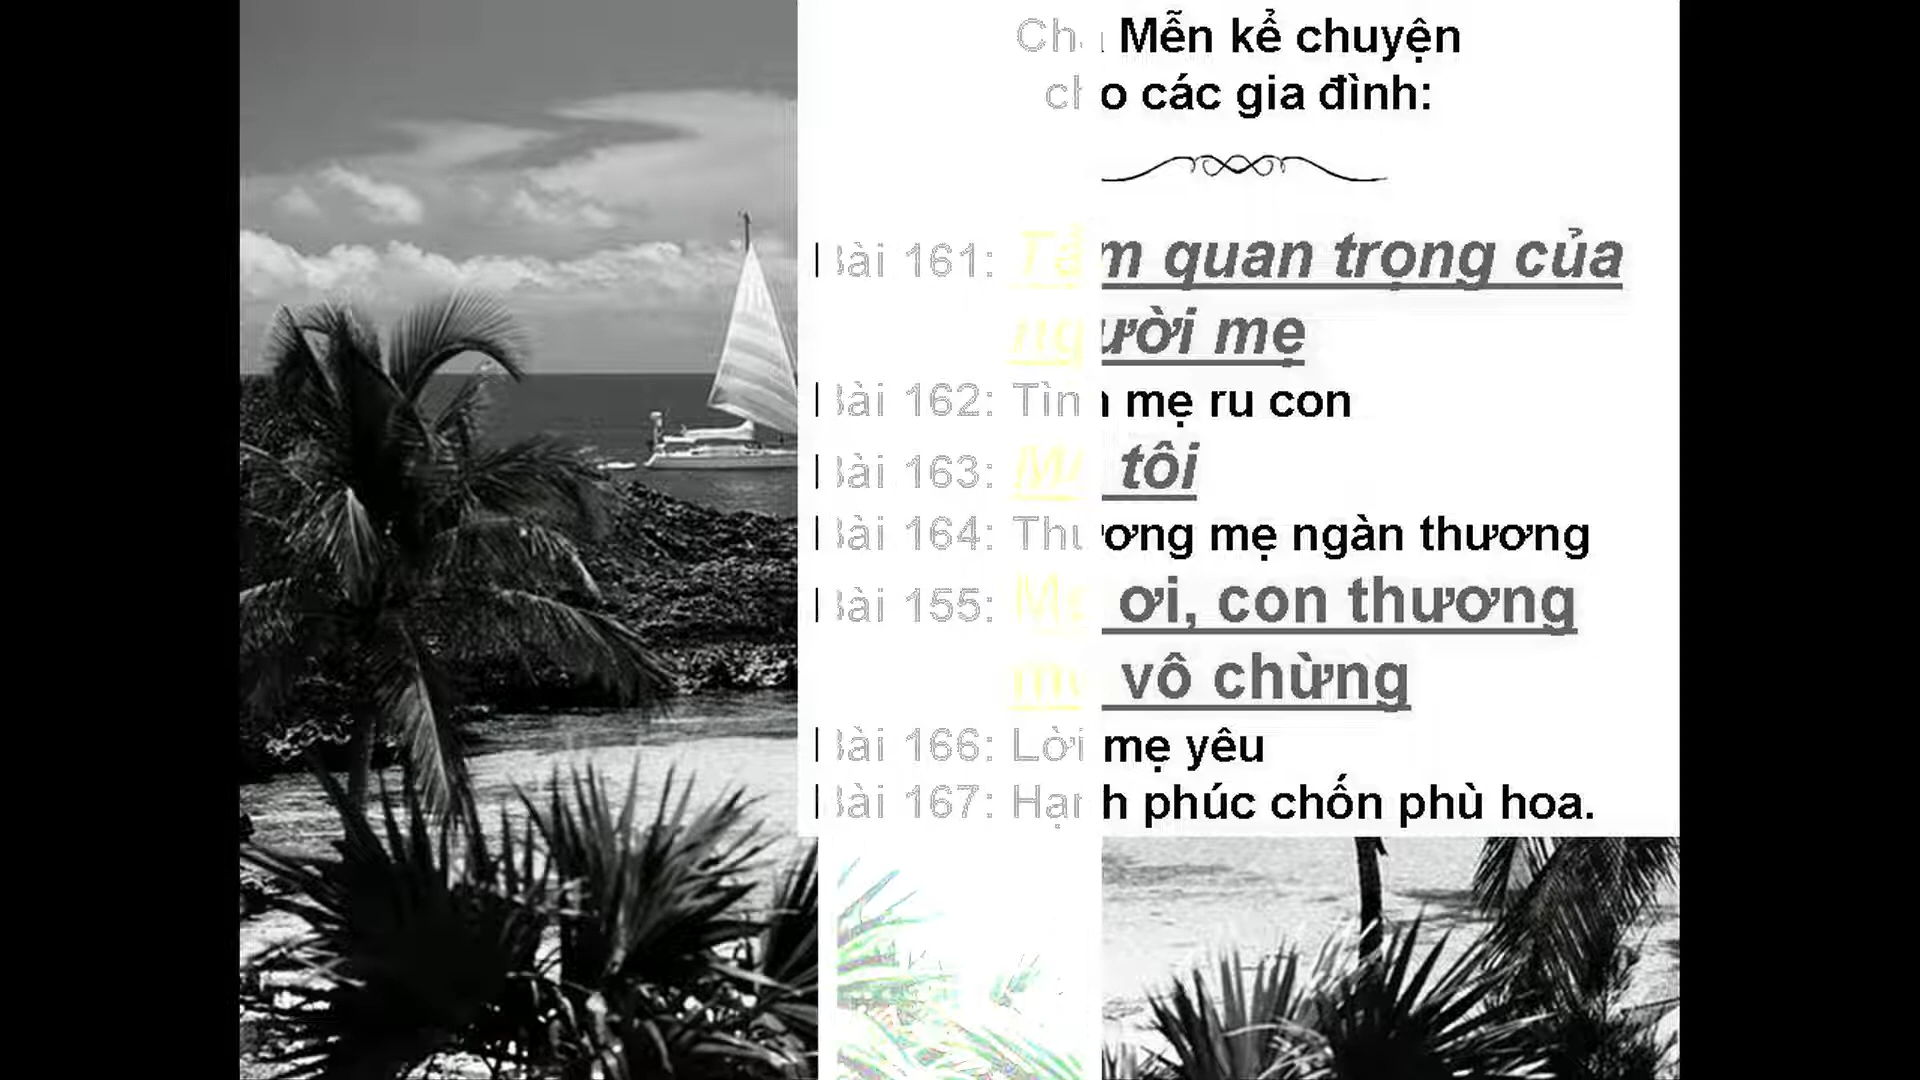 Cha Mễn kể chuyện
cho các gia đình:
Bài 161: Tầm quan trọng của
người mẹ
Bài 162: Tình mẹ ru con
Bài 163: Mẹ tôi
Bài 164: Thương mẹ ngàn thương
Bài 155: Mẹ ơi, con thương
mẹ vô chừng
Bài 166: Lời mẹ yêu
Bài 167: Hạnh phúc chốn phù hoa.